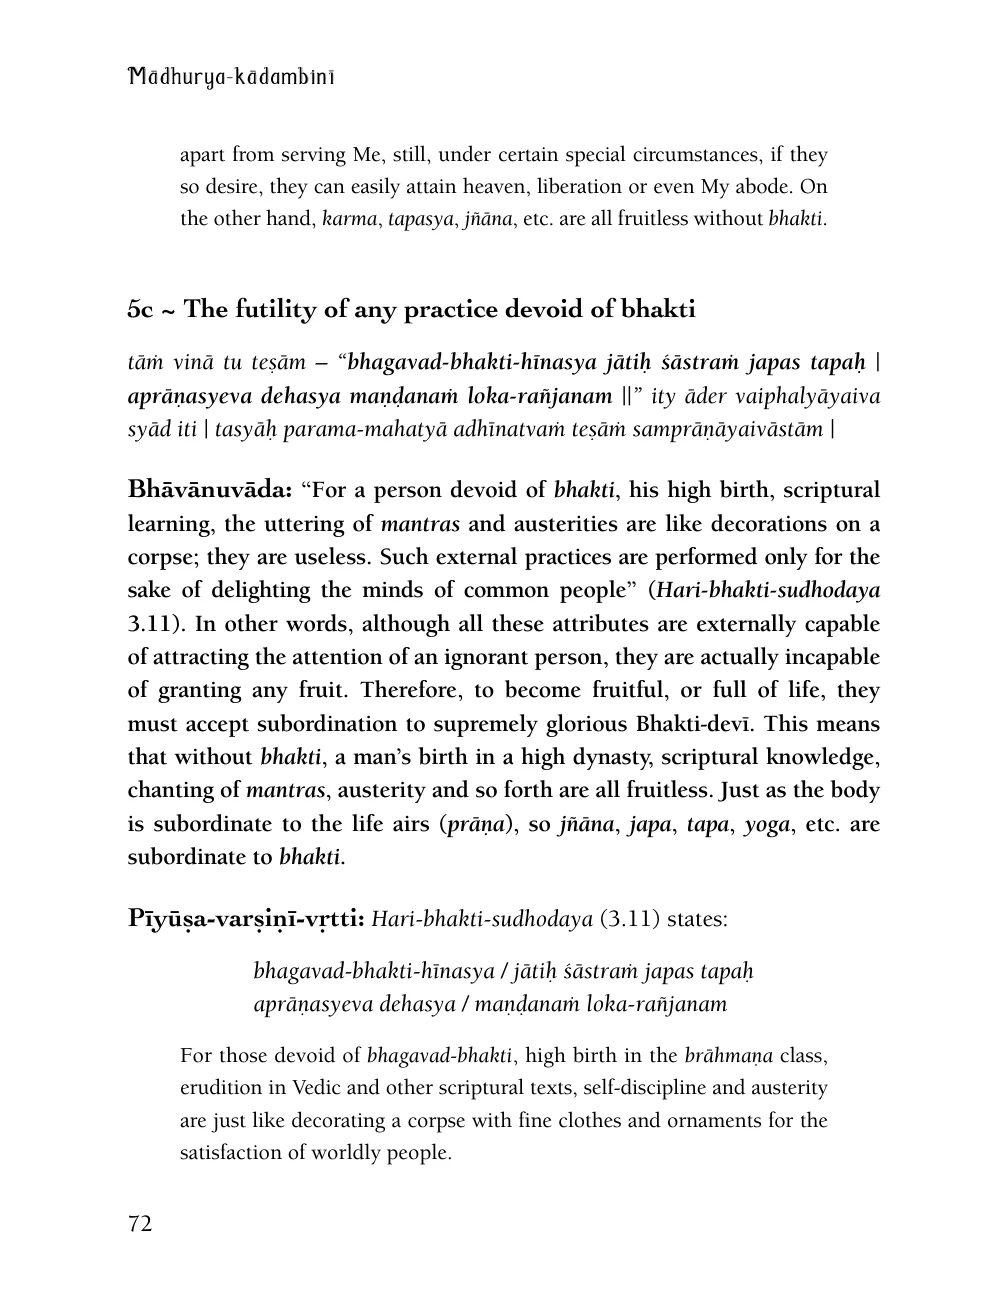 Mādhurya-kādambinī
apart from serving Me, still, under certain special circumstances, if they
so desire, they can easily attain heaven, liberation or even My abode. On
the other hand, karma, tapasya, jñāna, etc. are all fruitless without bhakti.
5c ~ The futility of any practice devoid of bhakti
tāṁ vinā tu teṣām – “bhagavad-bhakti-hīnasya jātiḥ śāstraṁ japas tapaḥ |
aprāṇasyeva dehasya maṇḍanaṁ loka-rañjanam ||” ity āder vaiphalyāyaiva
syād iti | tasyāḥ parama-mahatyā adhīnatvaṁ teṣāṁ samprāṇāyaivāstām |
Bhāvānuvāda: “For a person devoid of bhakti, his high birth, scriptural
learning, the uttering of mantras and austerities are like decorations on a
corpse; they are useless. Such external practices are performed only for the
sake of delighting the minds of common people” (Hari-bhakti-sudhodaya
3.11). In other words, although all these attributes are externally capable
of attracting the attention of an ignorant person, they are actually incapable
of granting any fruit. Therefore, to become fruitful, or full of life, they
must accept subordination to supremely glorious Bhakti-devī. This means
that without bhakti, a man’s birth in a high dynasty, scriptural knowledge,
chanting of mantras, austerity and so forth are all fruitless. Just as the body
is subordinate to the life airs (prāṇa), so jñāna, japa, tapa, yoga, etc. are
subordinate to bhakti.
Pīyūṣa-varṣiṇī-vṛtti: Hari-bhakti-sudhodaya (3.11) states:
bhagavad-bhakti-hīnasya / jātiḥ śāstraṁ japas tapaḥ
aprāṇasyeva dehasya / maṇḍanaṁ loka-rañjanam
For those devoid of bhagavad-bhakti, high birth in the brāhmaṇa class,
erudition in Vedic and other scriptural texts, self-discipline and austerity
are just like decorating a corpse with fine clothes and ornaments for the
satisfaction of worldly people.
72